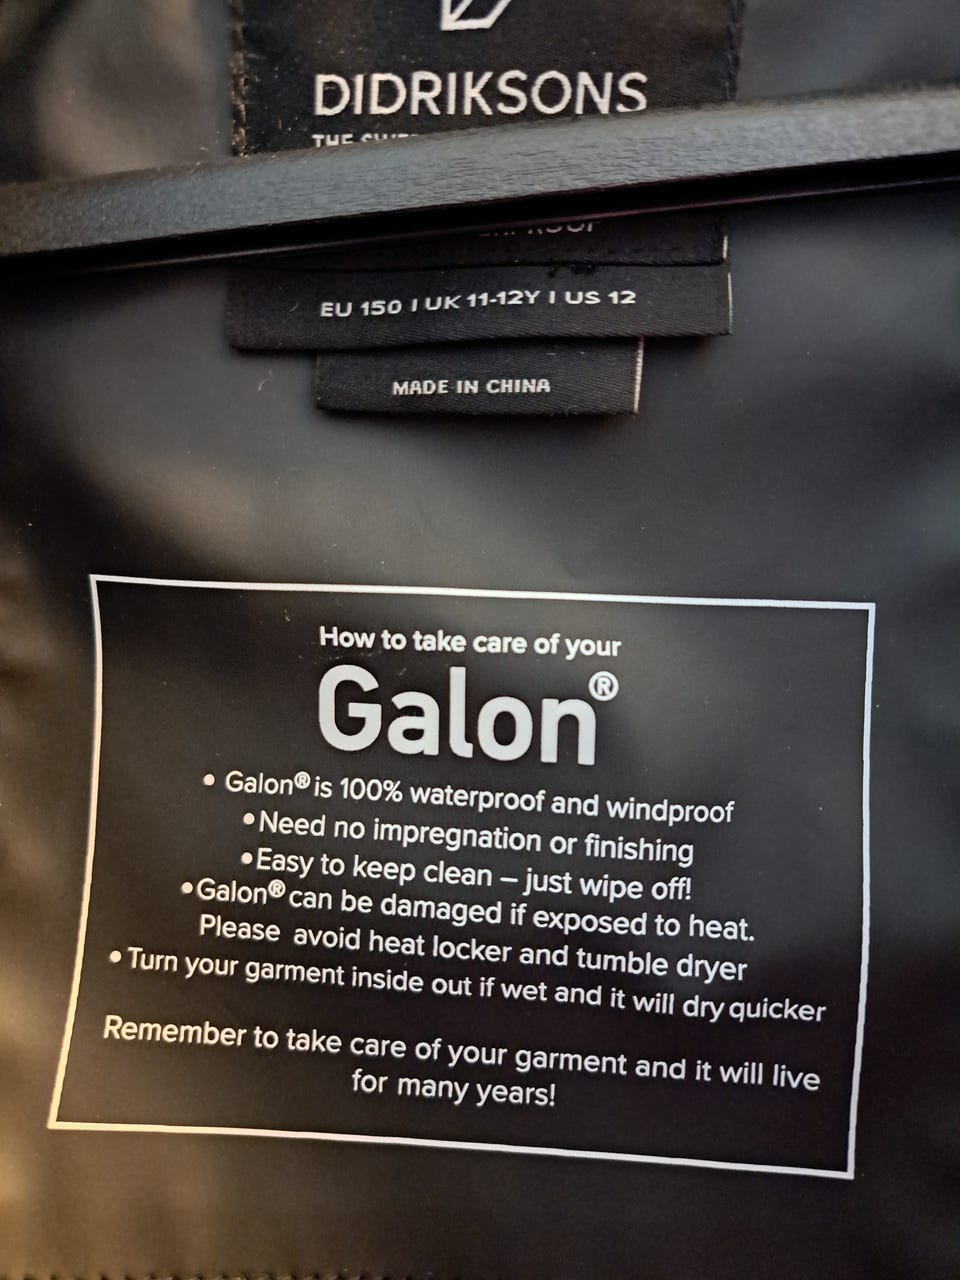 DIDRIKSONS
THE
EU 150 | UK 11-12Y | US 12
MADE IN CHINA
How to take care of your
Galon®
• Galon® is 100% waterproof and windproof
• Need no impregnation or finishing
• Easy to keep clean – just wipe off!
• Galon® can be damaged if exposed to heat.
Please avoid heat locker and tumble dryer
• Turn your garment inside out if wet and it will dry quicker
Remember to take care of your garment and it will live
for many years!